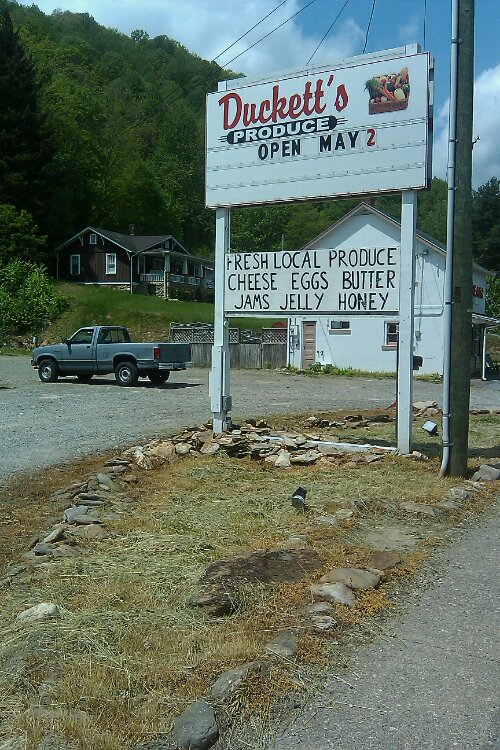 Duckett's
PRODUCE
OPEN MAY 2
FRESH LOCAL PRODUCE
CHEESE EGGS BUTTER
JAMS JELLY HONEY